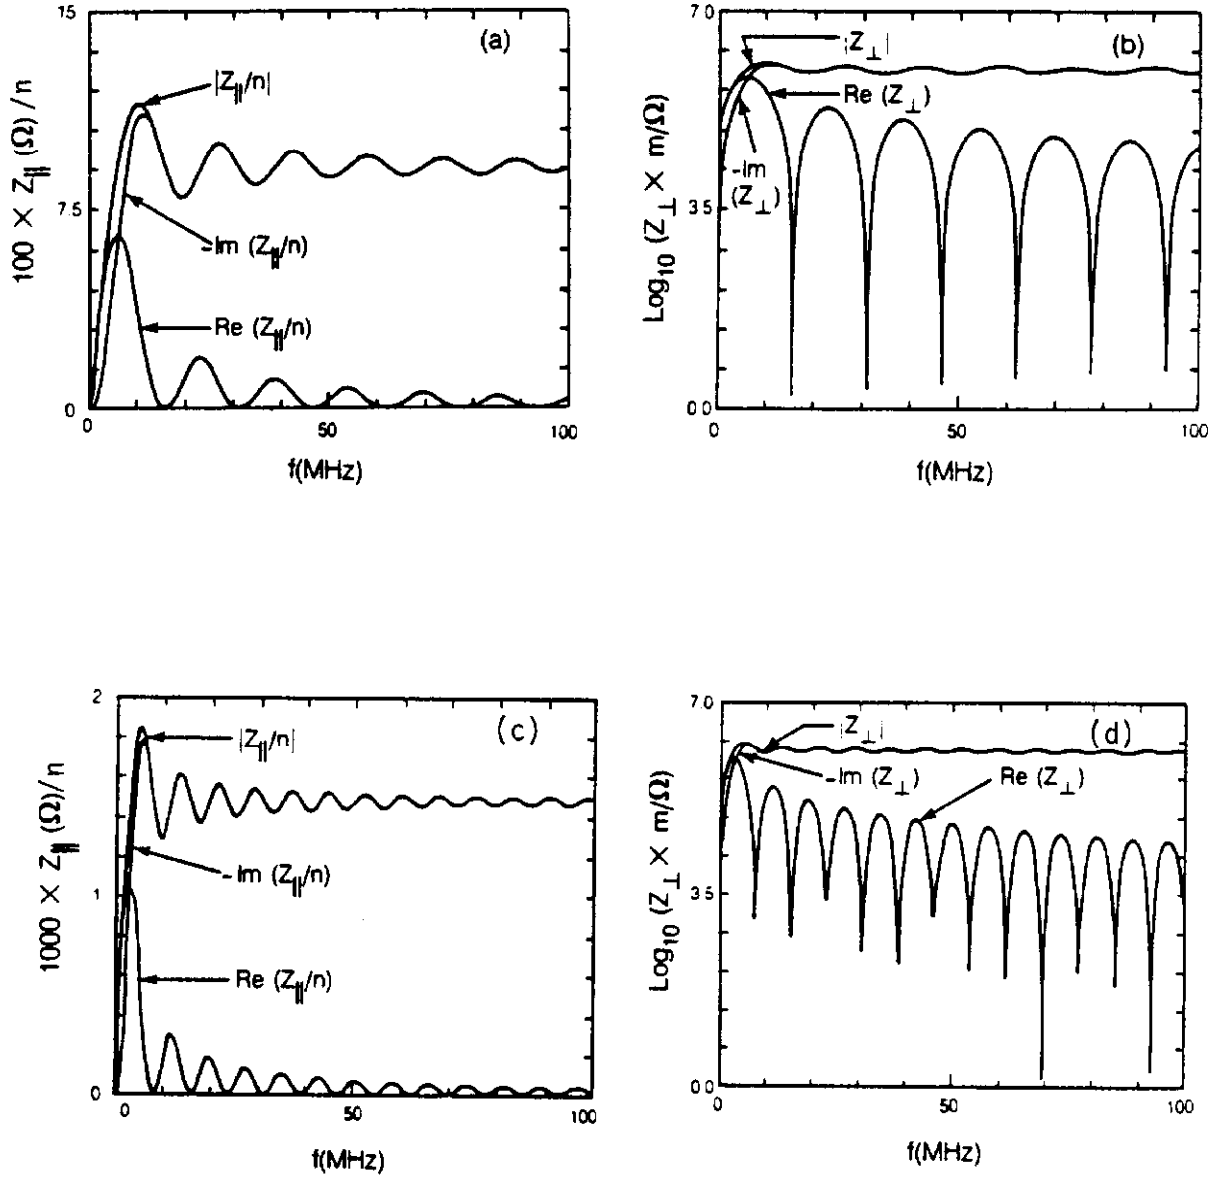 15
7.5
0
100 × Z∥ (Ω)/n
(a)
|Z∥/n|
-Im (Z∥/n)
Re (Z∥/n)
0
50
100
f(MHz)
7.0
3.5
0 0
Log10 (Z⊥ × m/Ω)
(b)
|Z⊥|
Re (Z⊥)
-Im
(Z⊥)
0
50
100
f(MHz)
2
1
0
1000 × Z∥ (Ω)/n
(c)
|Z∥/n|
-Im (Z∥/n)
Re (Z∥/n)
0
50
100
f(MHz)
7.0
3.5
0 0
Log10 (Z⊥ × m/Ω)
(d)
|Z⊥|
-Im (Z⊥)
Re (Z⊥)
0
50
100
f(MHz)